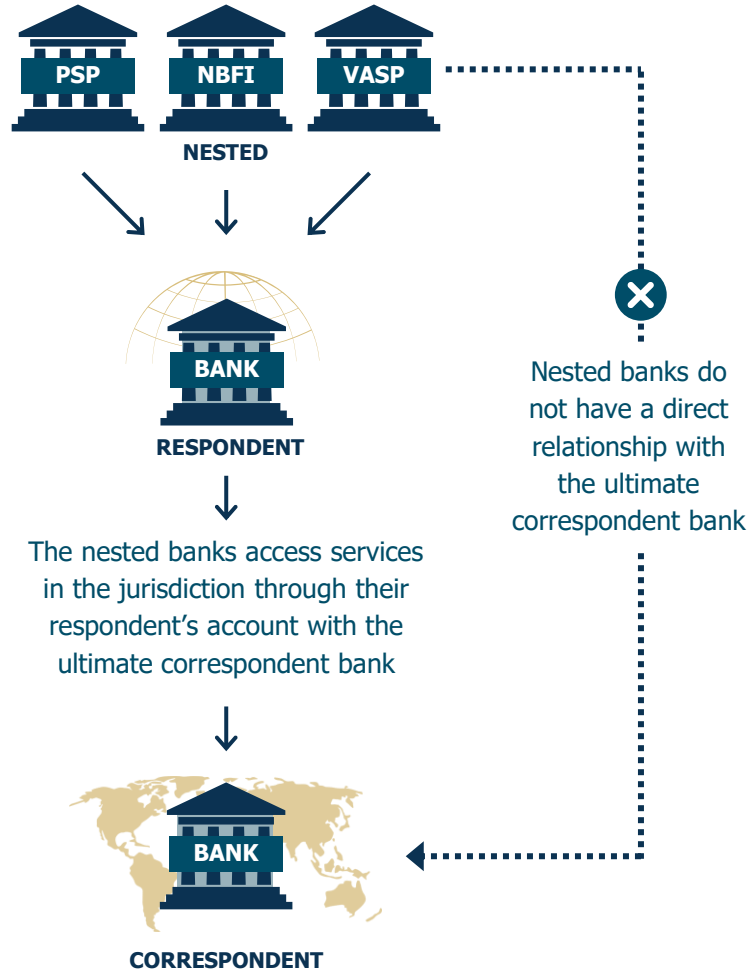 PSP
NBFI
VASP
NESTED
BANK
RESPONDENT
Nested banks do
not have a direct
relationship with
the ultimate
correspondent bank
The nested banks access services
in the jurisdiction through their
respondent’s account with the
ultimate correspondent bank
BANK
CORRESPONDENT